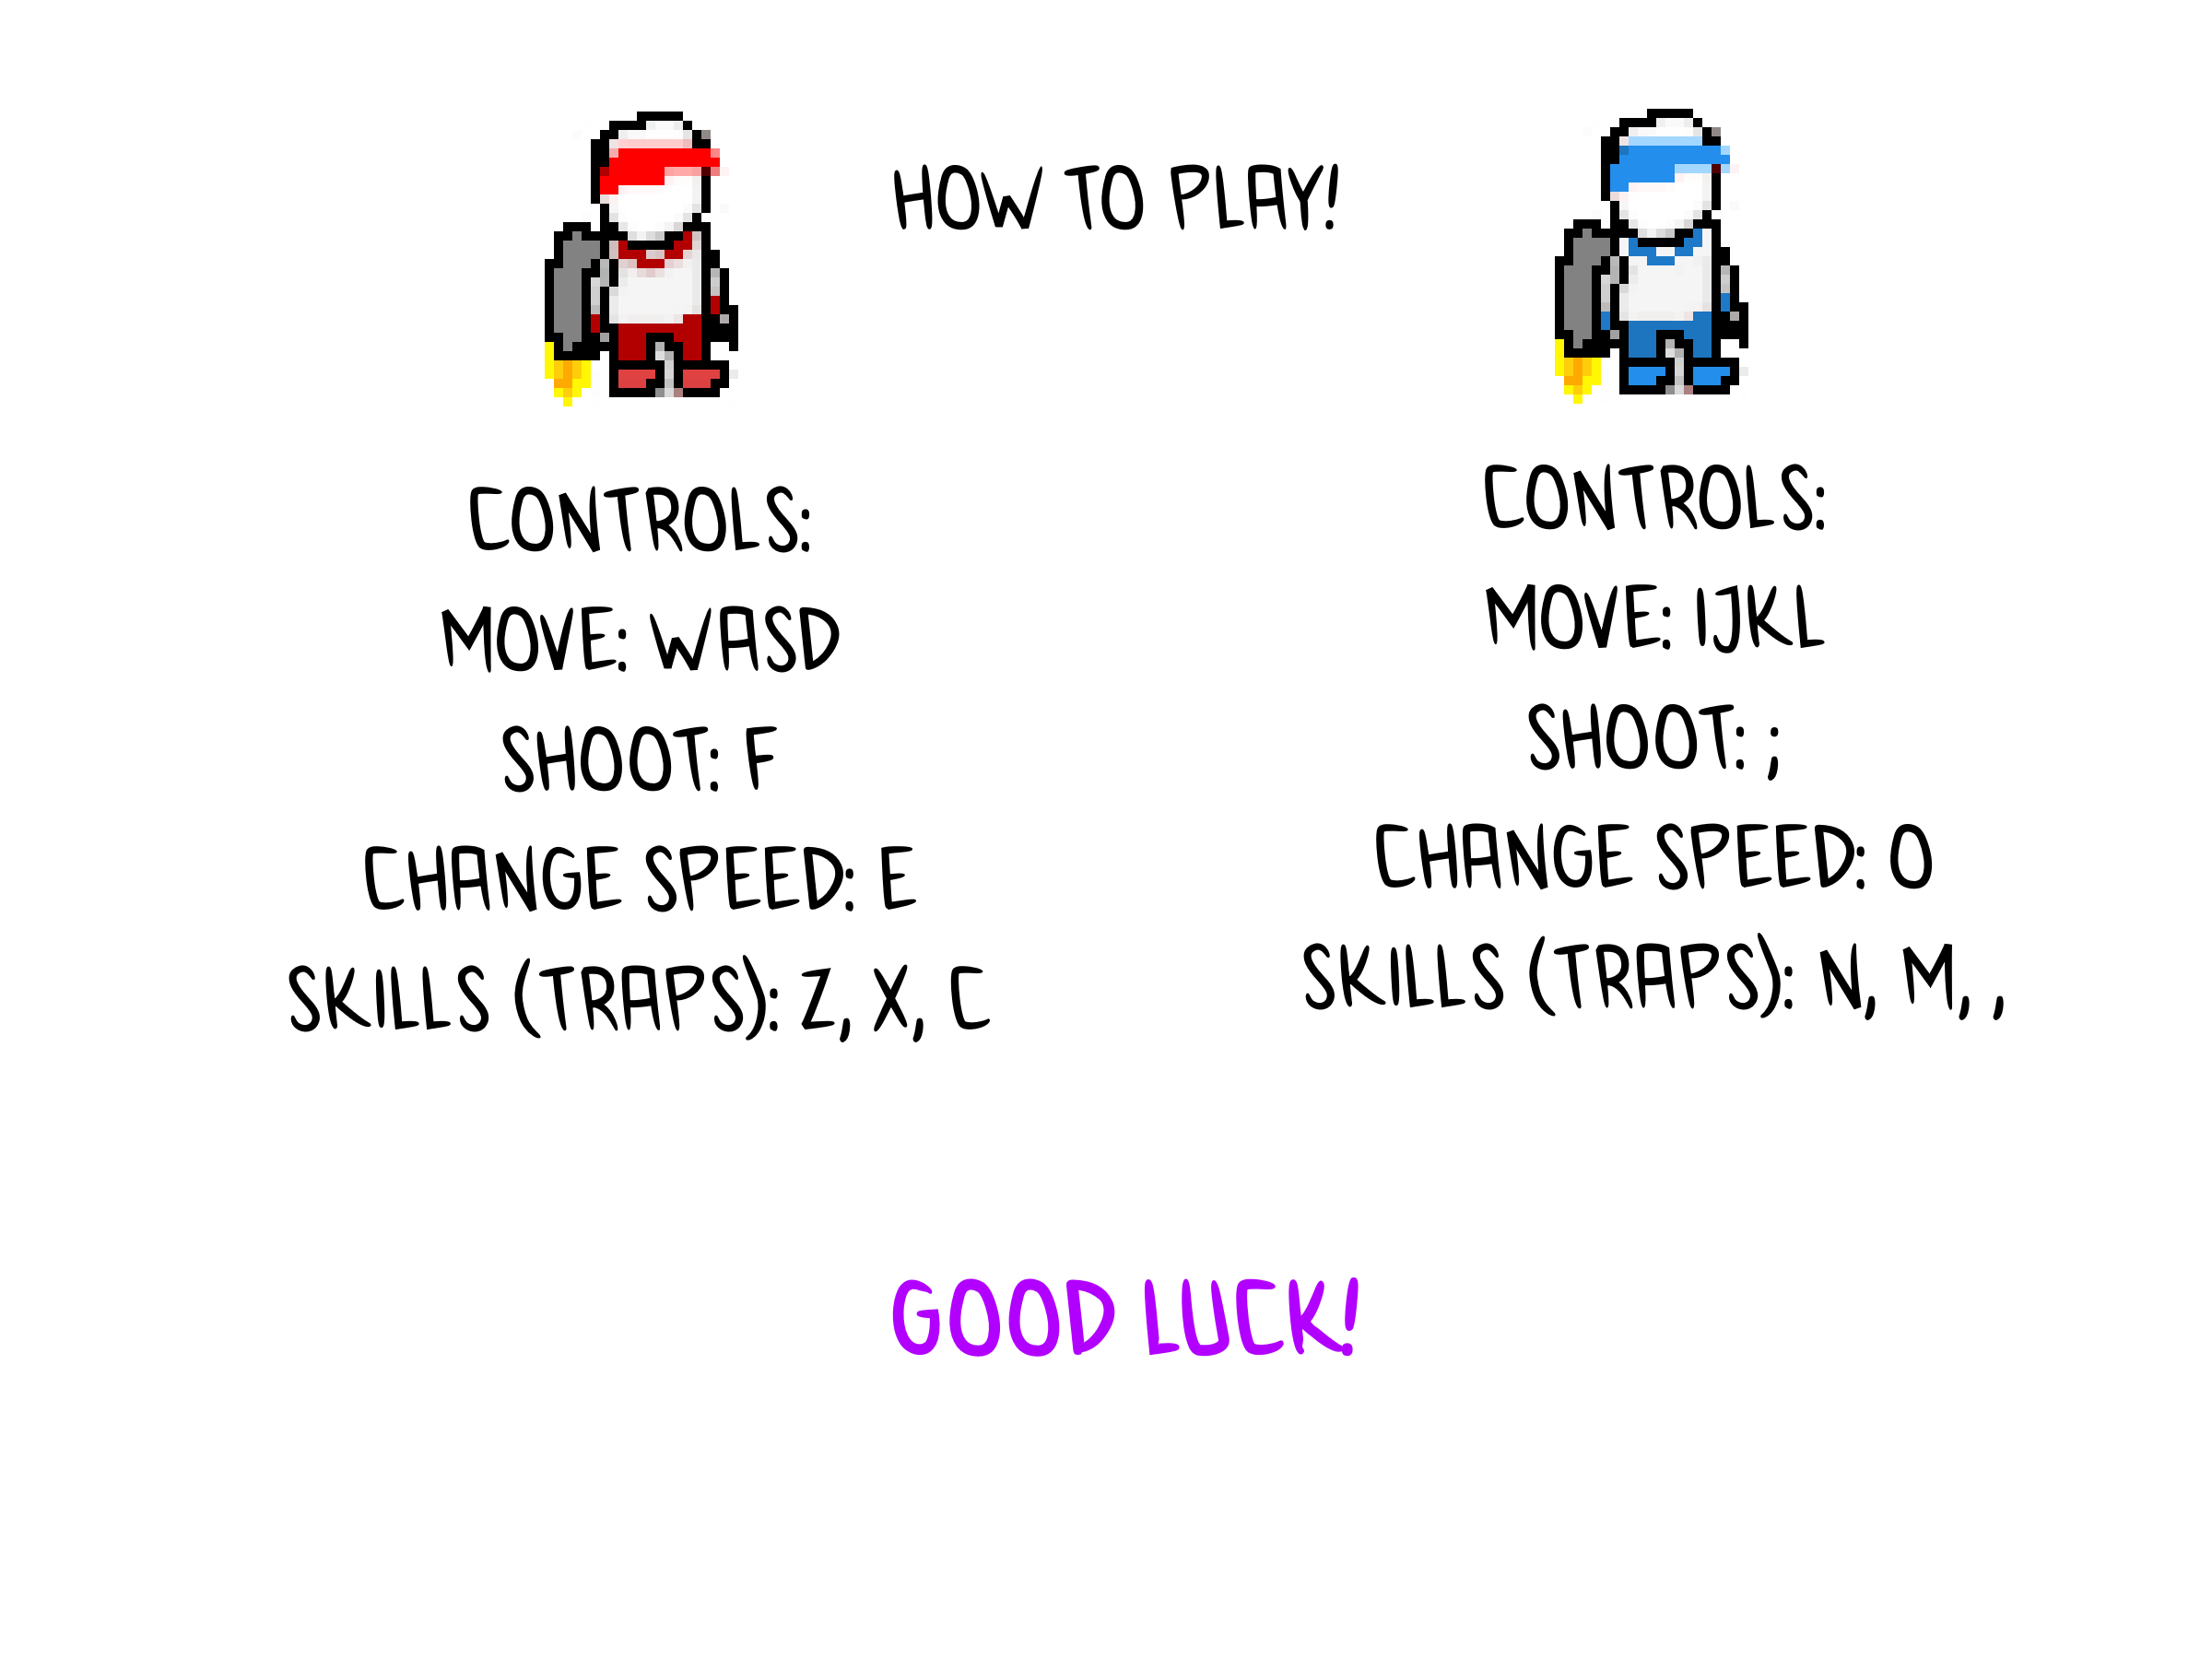 HOW TO PLAY!
CONTROLS:
MOVE: WASD
SHOOT: F
CHANGE SPEED: E
SKILLS (TRAPS): Z, X, C
CONTROLS:
MOVE: IJKL
SHOOT: ;
CHANGE SPEED: O
SKILLS (TRAPS): N, M, ,
GOOD LUCK!